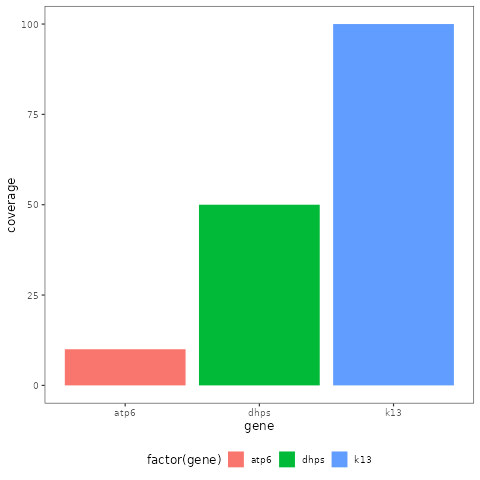 100
75
50
25
0
coverage
atp6 dhps k13
gene
factor(gene) atp6 dhps k13